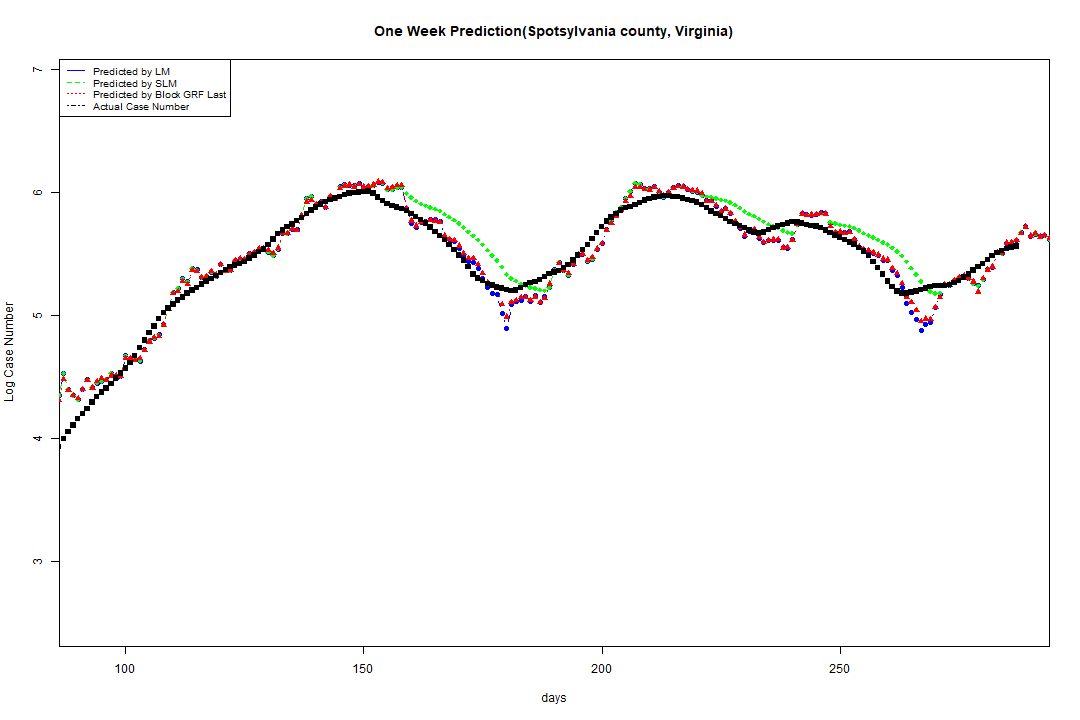 One Week Prediction(Spotsylvania county, Virginia)
Predicted by LM
Predicted by SLM
Predicted by Block GRF Last
Actual Case Number
7
6
5
4
3
Log Case Number
100 150 200 250
days